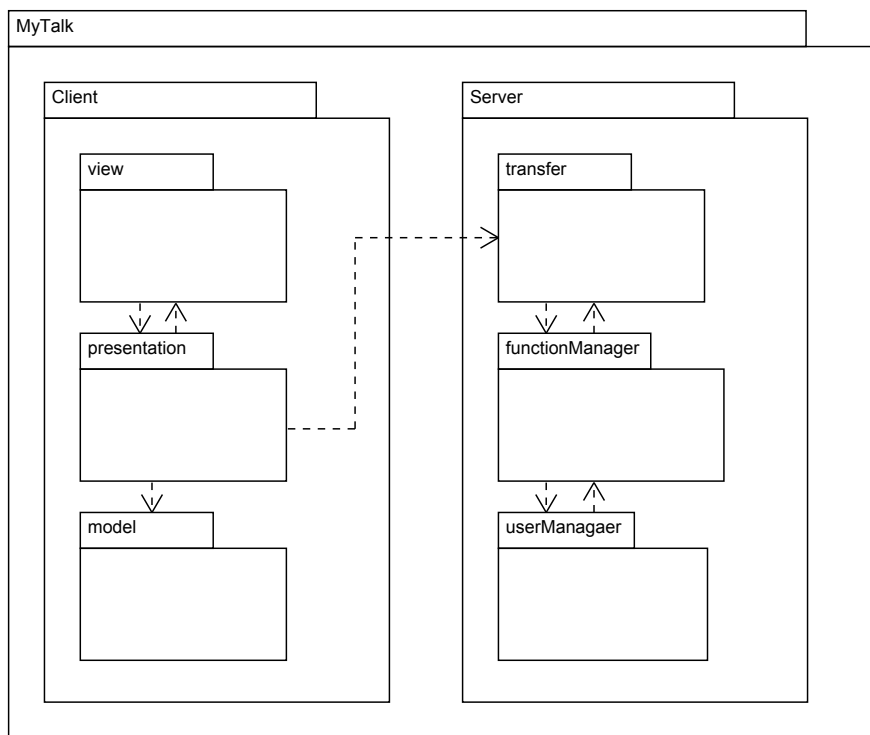 MyTalk
Client
Server
view
transfer
presentation
functionManager
model
userManagaer